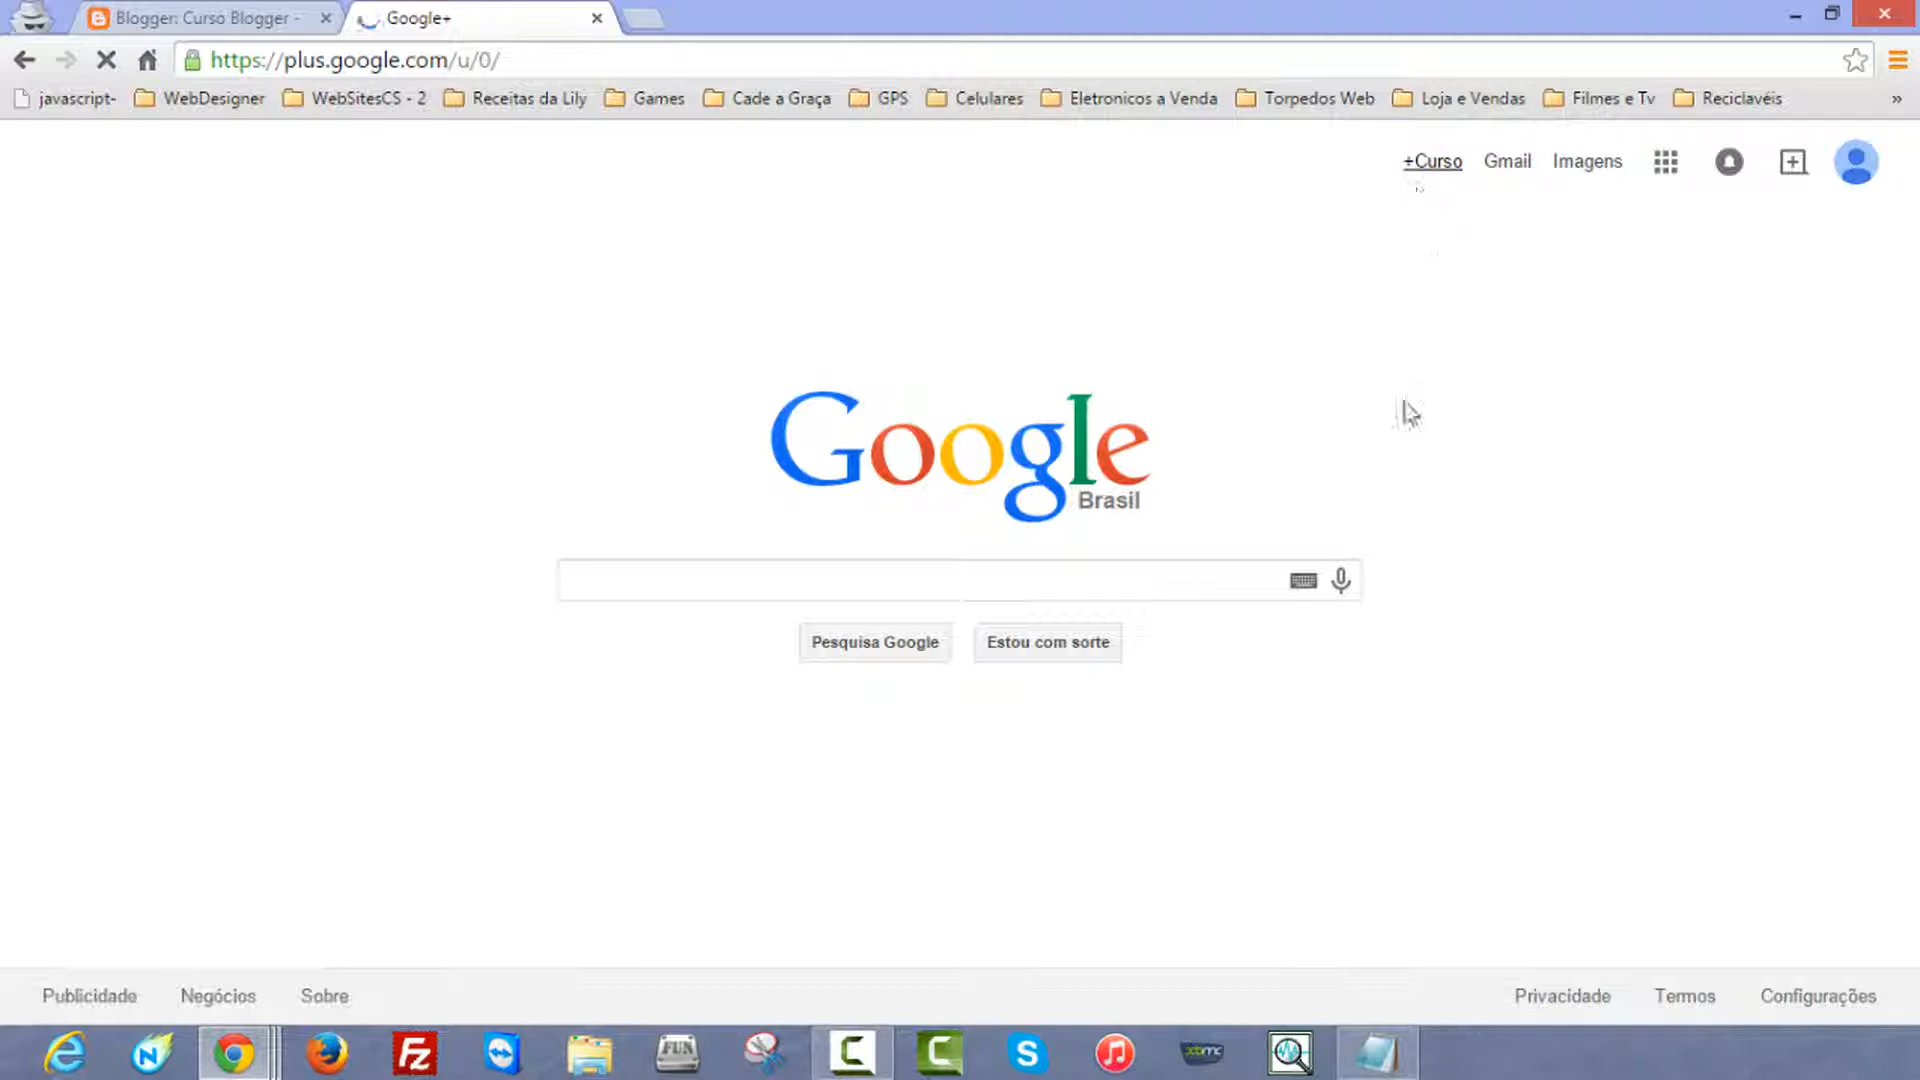 Blogger: Curso Blogger -
Google+
https://plus.google.com/u/0/
javascript- WebDesigner WebSitesCS - 2 Receitas da Lily Games Cade a Graça GPS Celulares Eletronicos a Venda Torpedos Web Loja e Vendas Filmes e Tv Reciclavéis »
+Curso Gmail Imagens
Google
Brasil
Pesquisa Google Estou com sorte
Publicidade Negócios Sobre Privacidade Termos Configurações
FUN